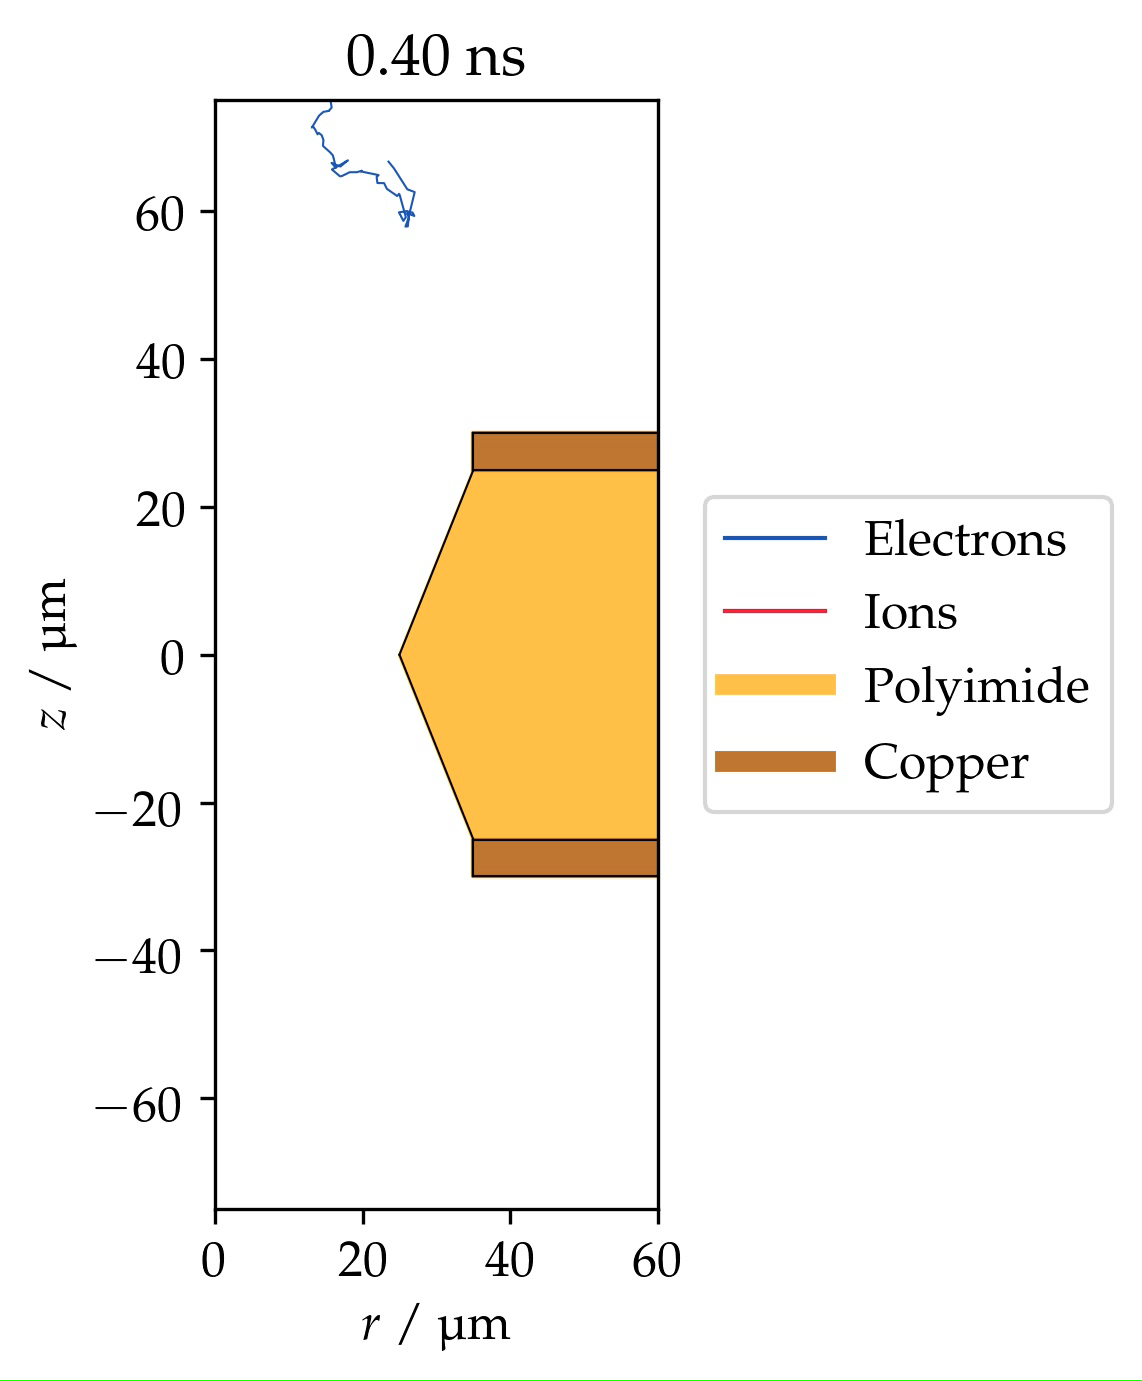 0.40 ns
60
40
20
0
−20
−40
−60
z / µm
0 20 40 60
r / µm
Electrons
Ions
Polyimide
Copper